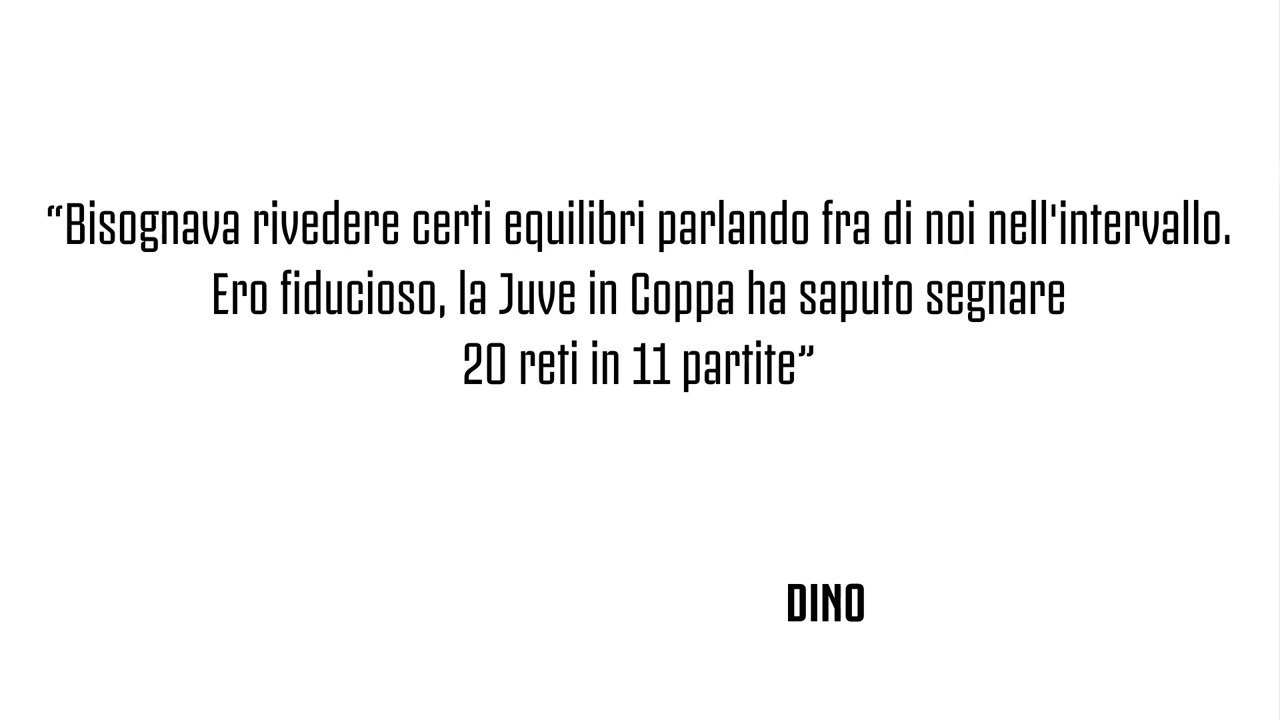 “Bisognava rivedere certi equilibri parlando fra di noi nell'intervallo.
Ero fiducioso, la Juve in Coppa ha saputo segnare
20 reti in 11 partite”
DINO